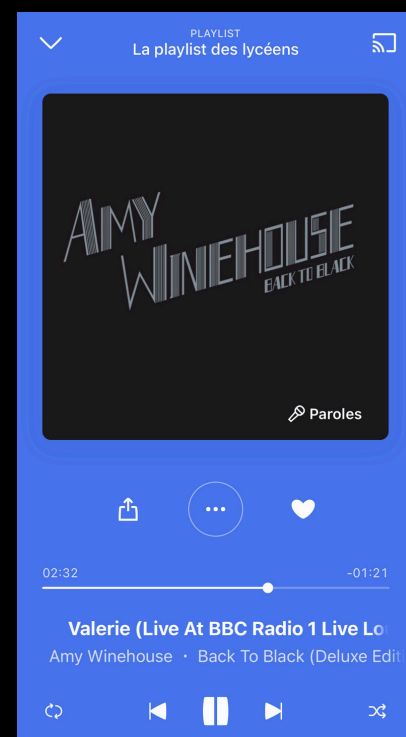 PLAYLIST
La playlist des lycéens
AMY
WINEHOUSE
BACK TO BLACK
Paroles
02:32
-01:21
Valerie (Live At BBC Radio 1 Live Lo
Amy Winehouse · Back To Black (Deluxe Edit